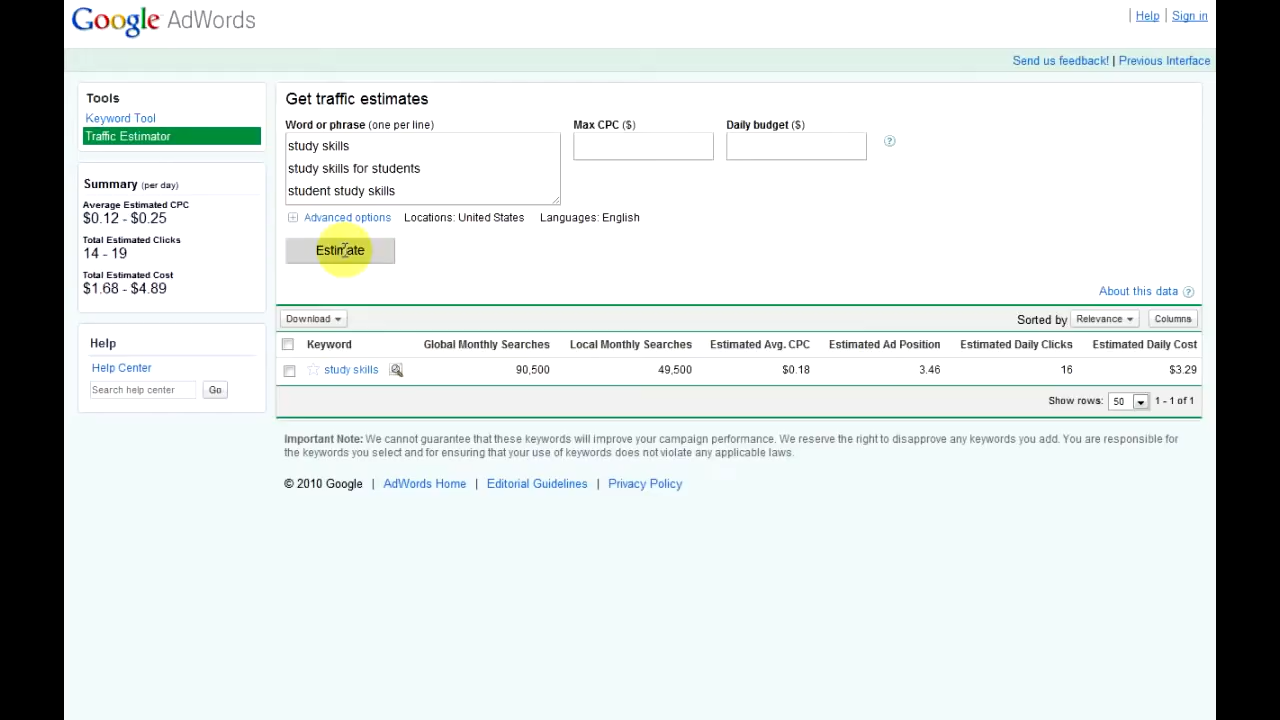 Google AdWords
Help | Sign in
Send us feedback! | Previous Interface
Tools
Keyword Tool
Traffic Estimator
Summary (per day)
Average Estimated CPC
$0.12 - $0.25
Total Estimated Clicks
14 - 19
Total Estimated Cost
$1.68 - $4.89
Help
Help Center
Search help center Go
Get traffic estimates
Word or phrase (one per line) Max CPC ($) Daily budget ($)
study skills
study skills for students
student study skills
Advanced options Locations: United States Languages: English
Estimate
About this data
Download Sorted by Relevance Columns
Keyword Global Monthly Searches Local Monthly Searches Estimated Avg. CPC Estimated Ad Position Estimated Daily Clicks Estimated Daily Cost
study skills 90,500 49,500 $0.18 3.46 16 $3.29
Show rows: 50 1 - 1 of 1
Important Note: We cannot guarantee that these keywords will improve your campaign performance. We reserve the right to disapprove any keywords you add. You are responsible for
the keywords you select and for ensuring that your use of keywords does not violate any applicable laws.
© 2010 Google | AdWords Home | Editorial Guidelines | Privacy Policy